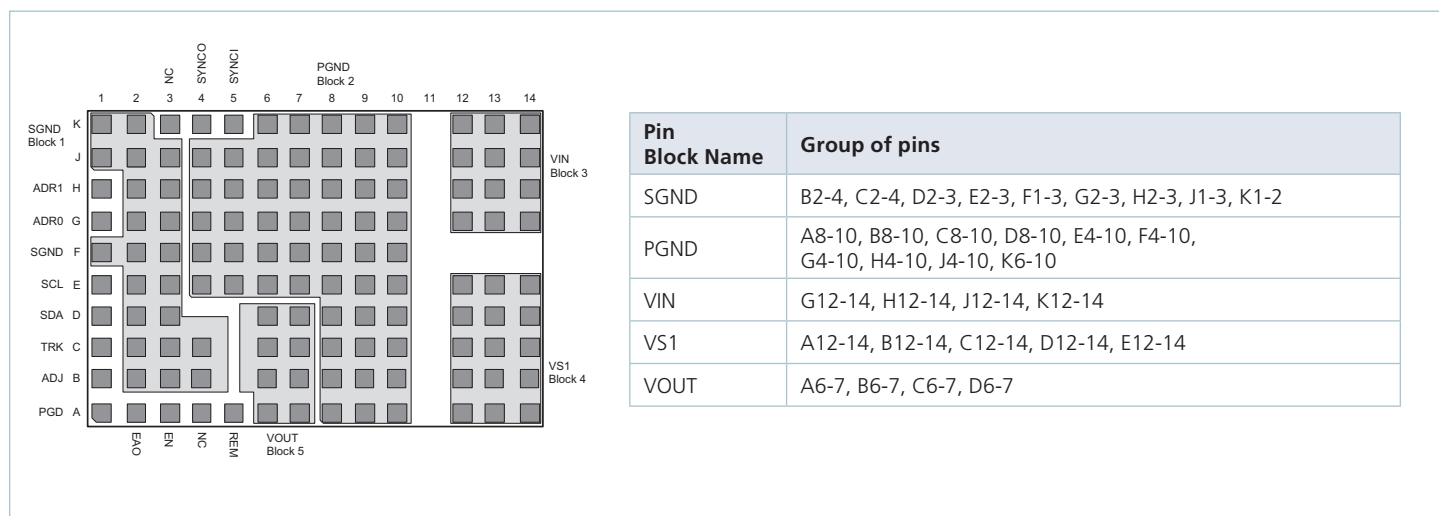 NC
SYNCO
SYNCI
PGND
Block 2
1 2 3 4 5 6 7 8 9 10 11 12 13 14
SGND
Block 1
K
J
ADR1 H
ADR0 G
SGND F
SCL E
SDA D
TRK C
ADJ B
PGD A
VIN
Block 3
VS1
Block 4
EAO
EN
NC
REM
VOUT
Block 5
Pin
Block Name
Group of pins
SGND B2-4, C2-4, D2-3, E2-3, F1-3, G2-3, H2-3, J1-3, K1-2
PGND A8-10, B8-10, C8-10, D8-10, E4-10, F4-10,
G4-10, H4-10, J4-10, K6-10
VIN G12-14, H12-14, J12-14, K12-14
VS1 A12-14, B12-14, C12-14, D12-14, E12-14
VOUT A6-7, B6-7, C6-7, D6-7